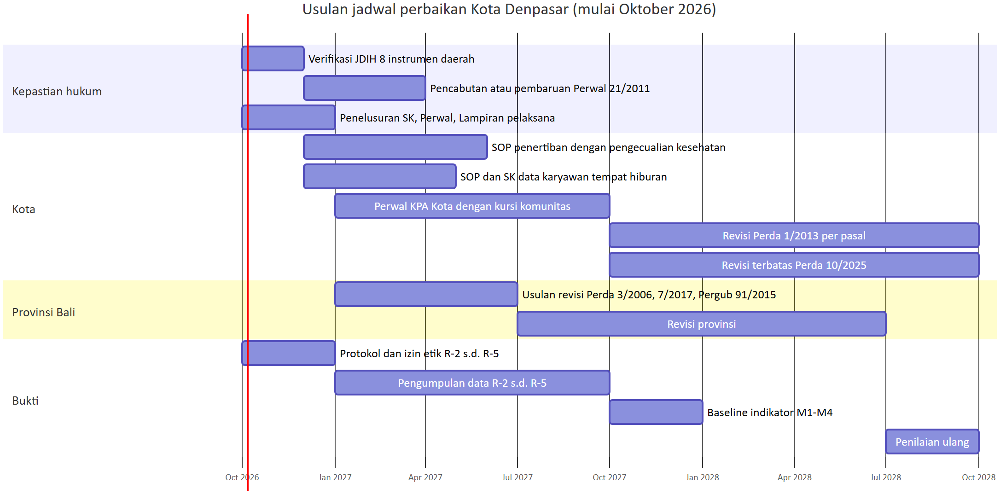 Usulan jadwal perbaikan Kota Denpasar (mulai Oktober 2026)
Kepastian hukum
Verifikasi JDIH 8 instrumen daerah
Pencabutan atau pembaruan Perwal 21/2011
Penelusuran SK, Perwal, Lampiran pelaksana
Kota
SOP penertiban dengan pengecualian kesehatan
SOP dan SK data karyawan tempat hiburan
Perwal KPA Kota dengan kursi komunitas
Revisi Perda 1/2013 per pasal
Revisi terbatas Perda 10/2025
Provinsi Bali
Usulan revisi Perda 3/2006, 7/2017, Pergub 91/2015
Revisi provinsi
Bukti
Protokol dan izin etik R-2 s.d. R-5
Pengumpulan data R-2 s.d. R-5
Baseline indikator M1-M4
Penilaian ulang
Oct 2026
Jan 2027
Apr 2027
Jul 2027
Oct 2027
Jan 2028
Apr 2028
Jul 2028
Oct 2028